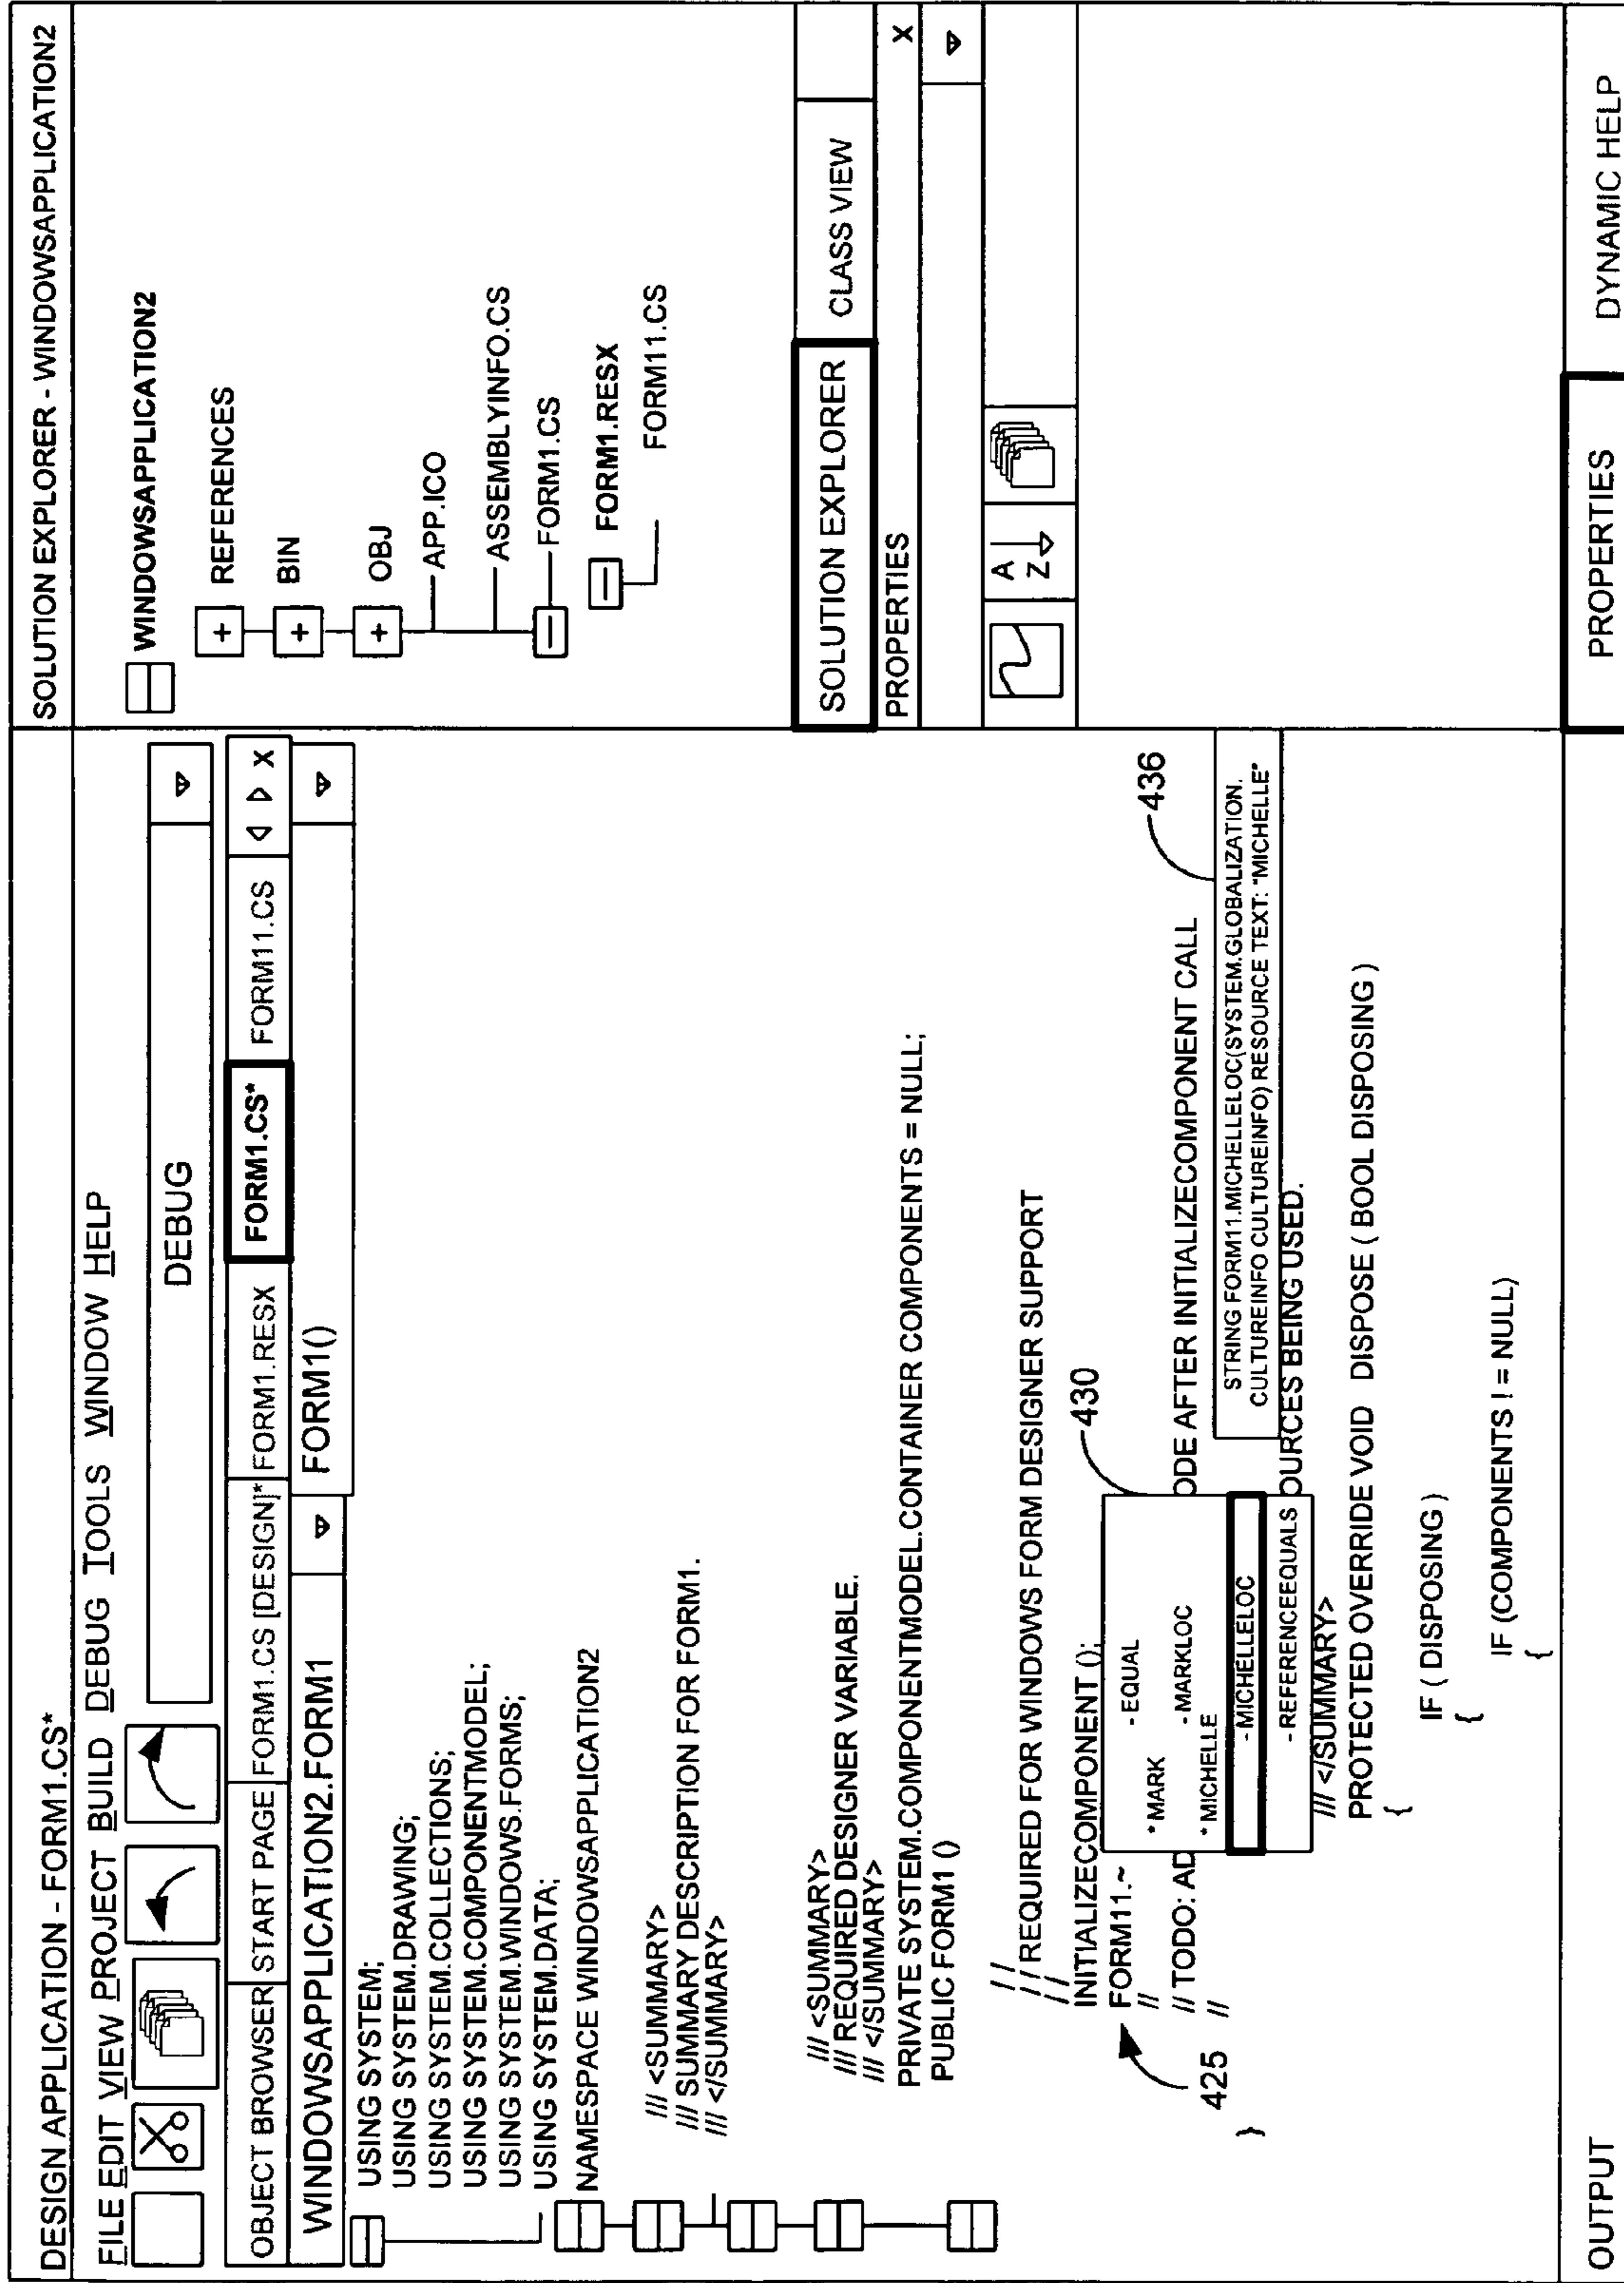 DESIGN APPLICATION - FORM1.CS*
FILE EDIT VIEW PROJECT BUILD DEBUG TOOLS WINDOW HELP
DEBUG
OBJECT BROWSER START PAGE FORM1.CS [DESIGN]* FORM1.RESX FORM1.CS* FORM11.CS X
WINDOWSAPPLICATION2.FORM1 FORM1()
USING SYSTEM;
USING SYSTEM.DRAWING;
USING SYSTEM.COLLECTIONS;
USING SYSTEM.COMPONENTMODEL;
USING SYSTEM.WINDOWS.FORMS;
USING SYSTEM.DATA;
NAMESPACE WINDOWSAPPLICATION2
/// <SUMMARY>
/// SUMMARY DESCRIPTION FOR FORM1.
/// </SUMMARY>
/// <SUMMARY>
/// REQUIRED DESIGNER VARIABLE.
/// </SUMMARY>
PRIVATE SYSTEM.COMPONENTMODEL.CONTAINER COMPONENTS = NULL;
PUBLIC FORM1 ()
//
// REQUIRED FOR WINDOWS FORM DESIGNER SUPPORT
//
INITIALIZECOMPONENT ();
FORM11.~
425
//
// TODO: AD
ODE AFTER INITIALIZECOMPONENT CALL
//
}
430
- EQUAL
* MARK
- MARKLOC
* MICHELLE
- MICHELLELOC
- REFERENCEEQUALS
436
STRING FORM11.MICHELLELOC(SYSTEM.GLOBALIZATION.
CULTUREINFO CULTUREINFO) RESOURCE TEXT: "MICHELLE"
OURCES BEING USED.
/// </SUMMARY>
PROTECTED OVERRIDE VOID DISPOSE ( BOOL DISPOSING )
{
IF ( DISPOSING )
{
IF (COMPONENTS ! = NULL)
{
OUTPUT
SOLUTION EXPLORER - WINDOWSAPPLICATION2
WINDOWSAPPLICATION2
+ REFERENCES
+ BIN
+ OBJ
APP.ICO
ASSEMBLYINFO.CS
FORM1.CS
FORM1.RESX
FORM11.CS
SOLUTION EXPLORER CLASS VIEW
PROPERTIES X
A
Z
PROPERTIES DYNAMIC HELP